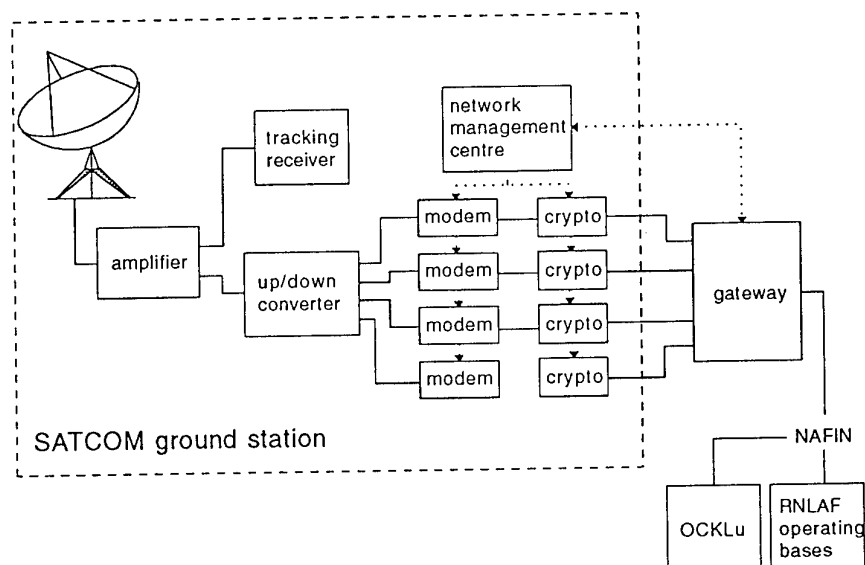 network
management
centre
tracking
receiver
modem
crypto
amplifier
up/down
converter
modem
crypto
gateway
modem
crypto
modem
crypto
SATCOM ground station
NAFIN
OCKLu
RNLAF
operating
bases